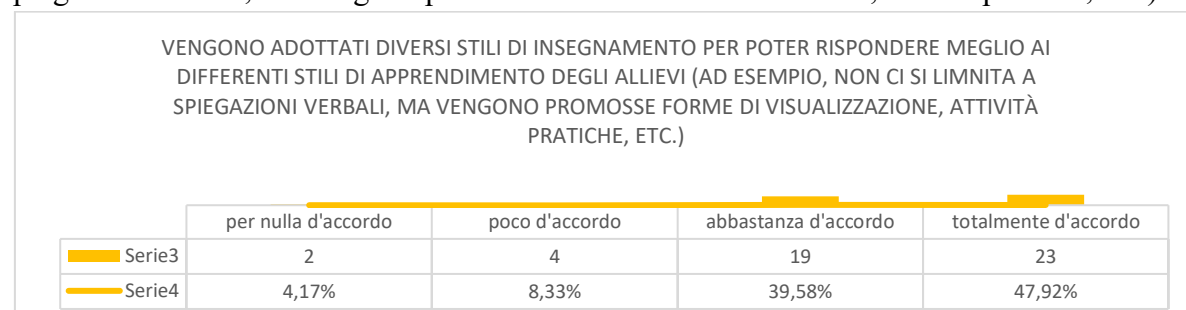 VENGONO ADOTTATI DIVERSI STILI DI INSEGNAMENTO PER POTER RISPONDERE MEGLIO AI
DIFFERENTI STILI DI APPRENDIMENTO DEGLI ALLIEVI (AD ESEMPIO, NON CI SI LIMNITA A
SPIEGAZIONI VERBALI, MA VENGONO PROMOSSE FORME DI VISUALIZZAZIONE, ATTIVITÀ
PRATICHE, ETC.)
per nulla d'accordo poco d'accordo abbastanza d'accordo totalmente d'accordo
Serie3 2 4 19 23
Serie4 4,17% 8,33% 39,58% 47,92%